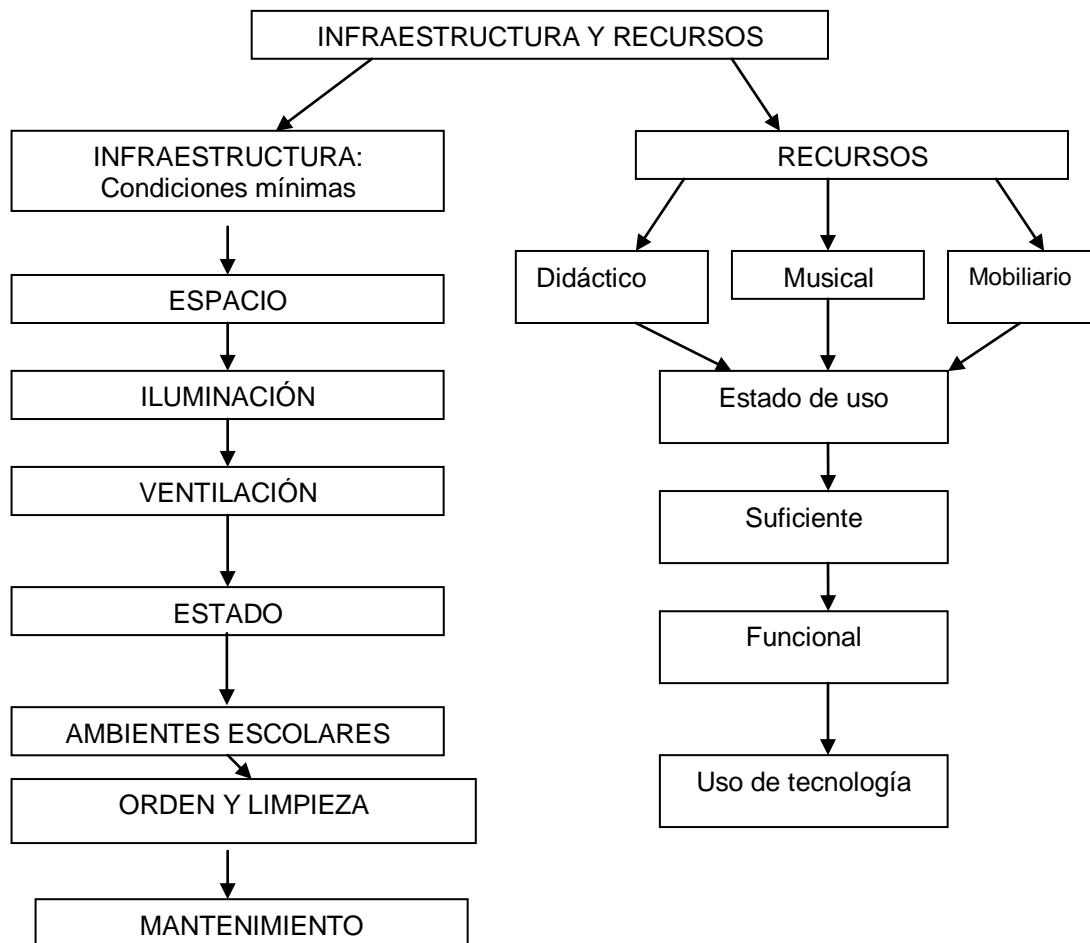 INFRAESTRUCTURA Y RECURSOS
INFRAESTRUCTURA:
Condiciones mínimas
ESPACIO
ILUMINACIÓN
VENTILACIÓN
ESTADO
AMBIENTES ESCOLARES
ORDEN Y LIMPIEZA
MANTENIMIENTO
RECURSOS
Didáctico
Musical
Mobiliario
Estado de uso
Suficiente
Funcional
Uso de tecnología